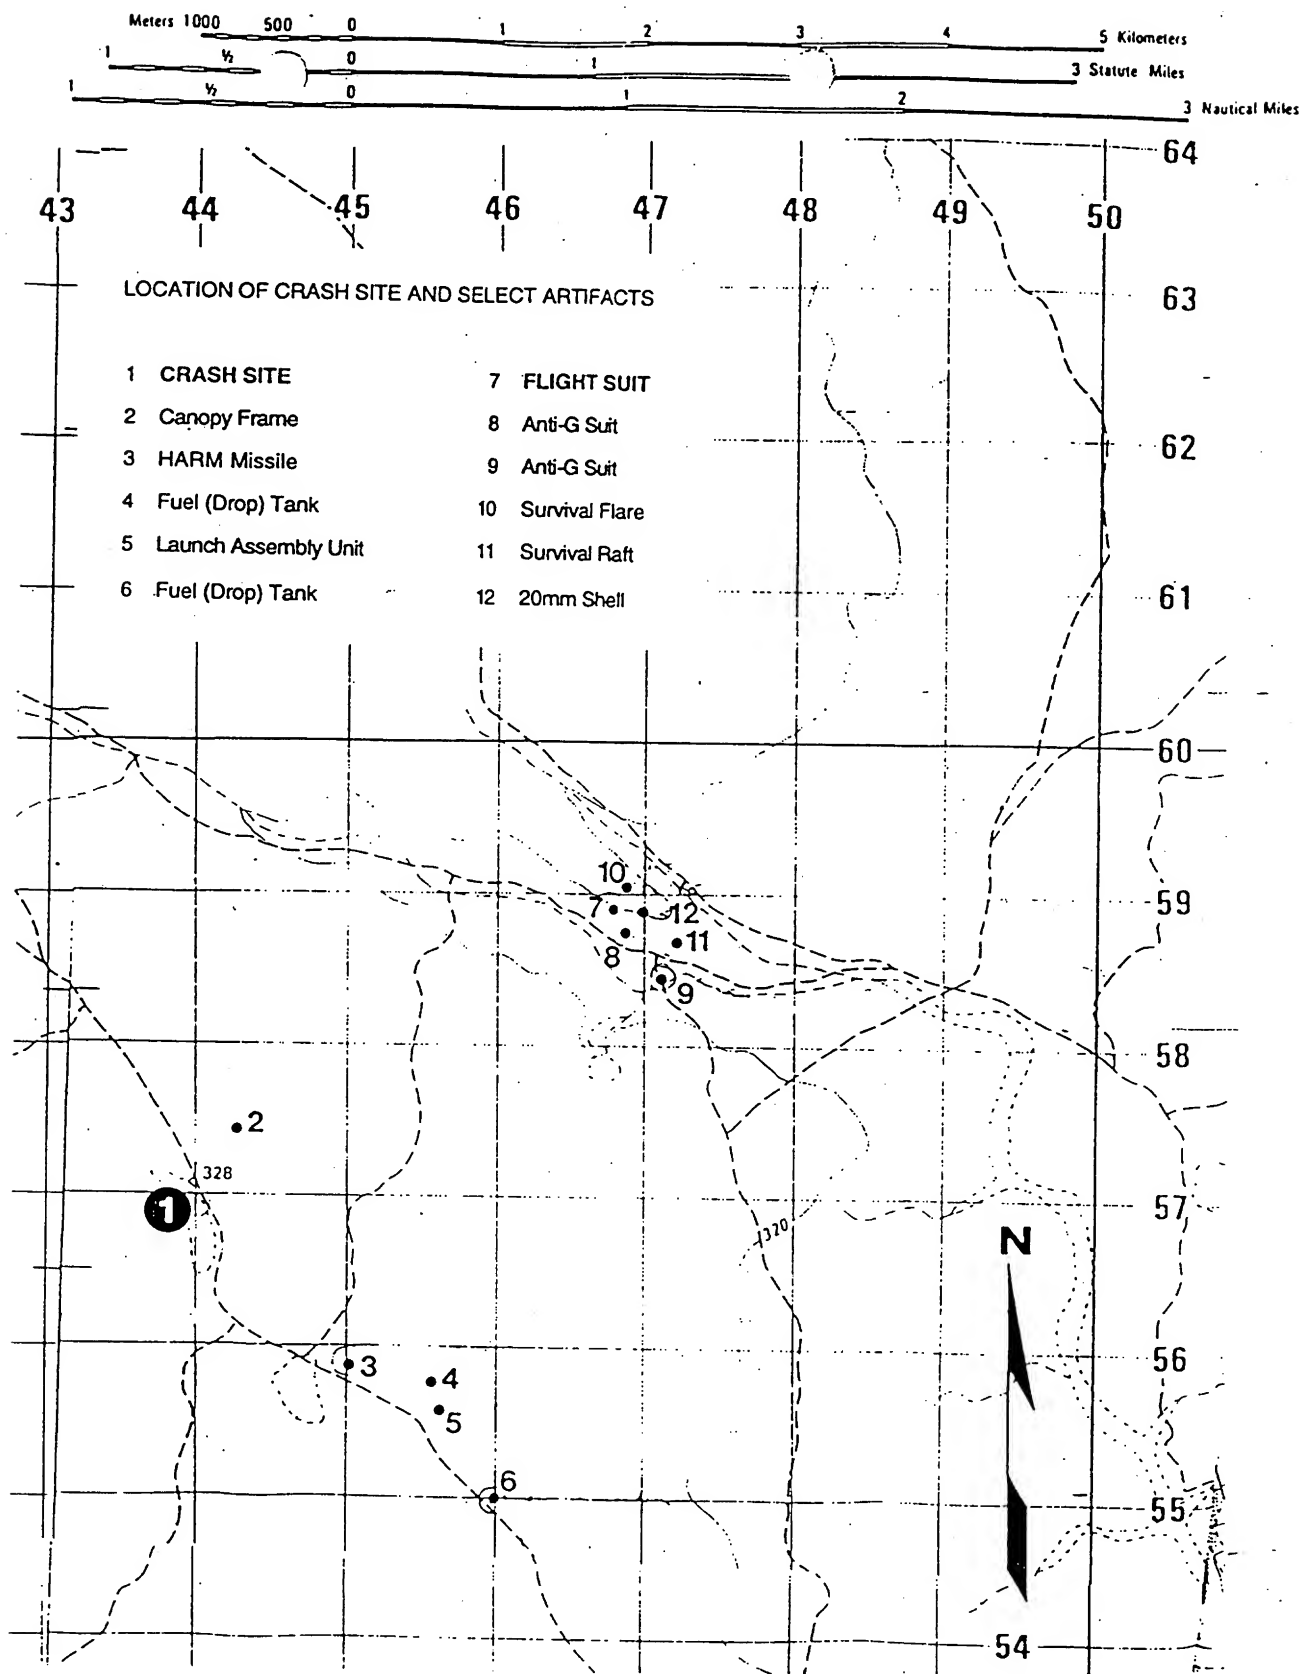 Meters 1000 500 0 1 2 3 4 5 Kilometers
1 ½ 0 1 3 Statute Miles
1 ½ 0 1 2 3 Nautical Miles
64
43 44 45 46 47 48 49 50
LOCATION OF CRASH SITE AND SELECT ARTIFACTS
63
1 CRASH SITE
2 Canopy Frame
3 HARM Missile
4 Fuel (Drop) Tank
5 Launch Assembly Unit
6 Fuel (Drop) Tank
7 FLIGHT SUIT
8 Anti-G Suit
9 Anti-G Suit
10 Survival Flare
11 Survival Raft
12 20mm Shell
62
61
60
10
59
7
12
11
8
9
58
2
328
1
57
320
N
56
3
4
5
6
55
54